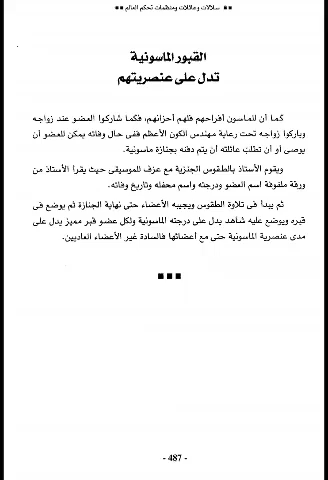 ■■ سلالات وعائلات ومنظمات تحكم العالم ■■
القبور الماسونية
تدل على عنصريتهم
كما أن للماسون أفراحهم فلهم أحزانهم، فكما شاركوا العضو عند زواجه
وباركوا زواجه تحت رعاية مهندس الكون الأعظم ففى حال وفاته يمكن للعضو أن
يوصى أو أن تطلب عائلته أن يتم دفنه بجنازة ماسونية.
ويقوم الأستاذ بالطقوس الجنزية مع عزف للموسيقى حيث يقرأ الأستاذ من
ورقة ملفوفة اسم العضو ودرجته واسم محفله وتاريخ وفاته.
ثم يبدأ فى تلاوة الطقوس ويجيبه الأعضاء حتى نهاية الجنازة ثم يوضع فى
قبره ويوضع عليه شاهد يدل على درجته الماسونية ولكل عضو قبر مميز يدل على
مدى عنصرية الماسونية حتى مع أعضائها فالسادة غير الأعضاء العاديين.
■ ■ ■
- 487 -